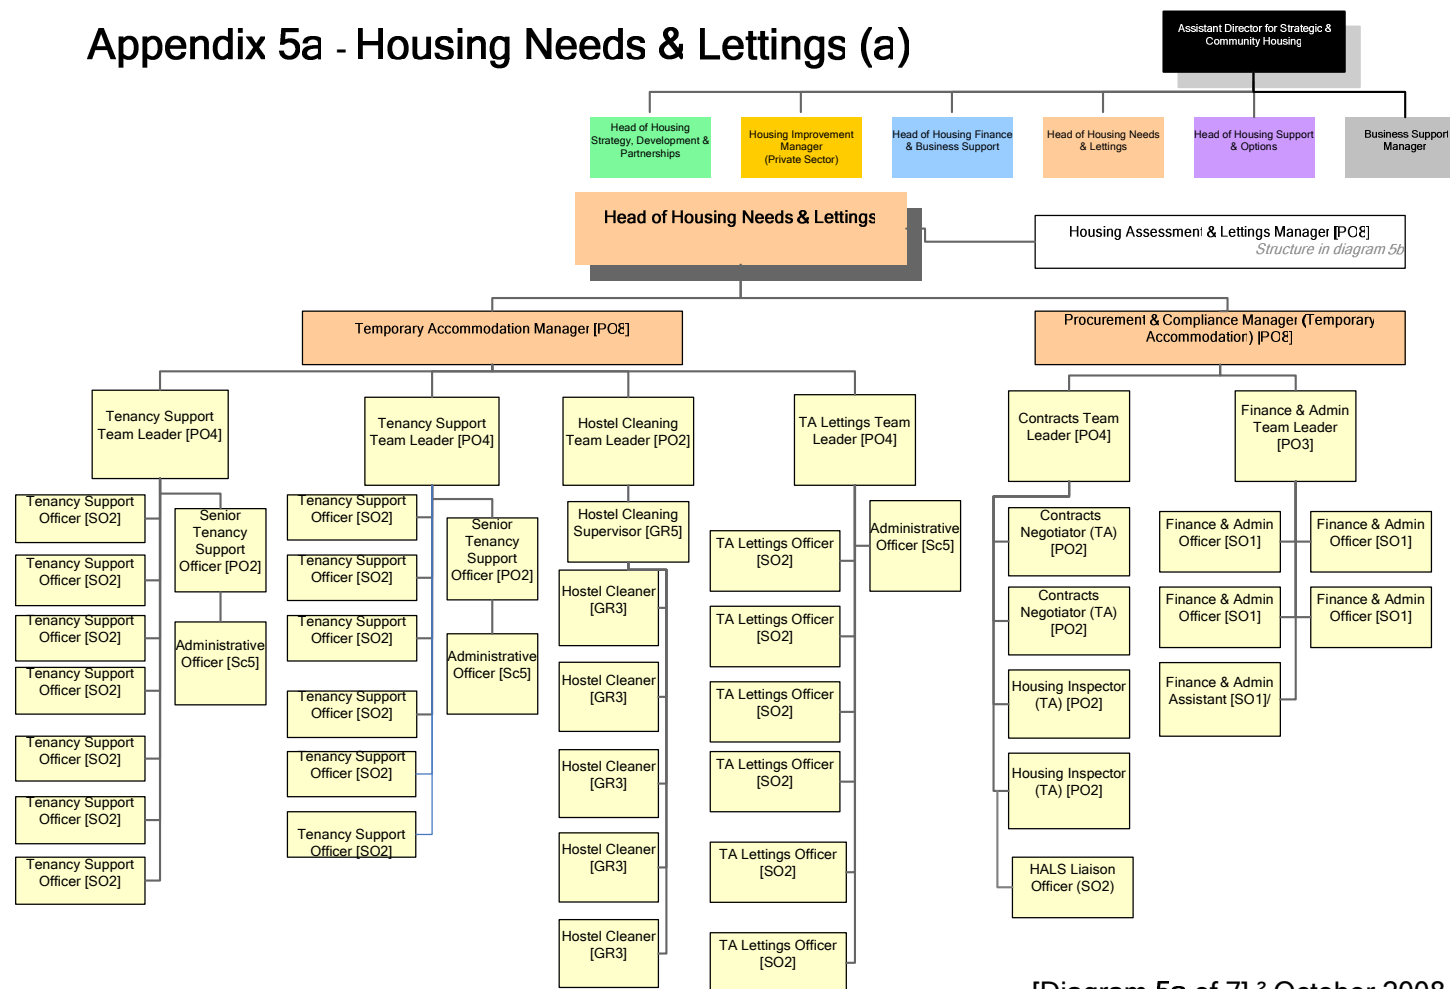 Appendix 5a - Housing Needs & Lettings (a)
Assistant Director for Strategic &
Community Housing
Head of Housing
Strategy, Development &
Partnerships
Housing Improvement
Manager
(Private Sector)
Head of Housing Finance
& Business Support
Head of Housing Needs
& Lettings
Head of Housing Support
& Options
Business Support
Manager
Head of Housing Needs & Lettings
Housing Assessment & Lettings Manager [PO8]
Structure in diagram 5b
Temporary Accommodation Manager [PO8]
Procurement & Compliance Manager (Temporary
Accommodation) [PO8]
Tenancy Support
Team Leader [PO4]
Tenancy Support
Team Leader [PO4]
Hostel Cleaning
Team Leader [PO2]
TA Lettings Team
Leader [PO4]
Contracts Team
Leader [PO4]
Finance & Admin
Team Leader
[PO3]
Tenancy Support
Officer [SO2]
Tenancy Support
Officer [SO2]
Tenancy Support
Officer [SO2]
Tenancy Support
Officer [SO2]
Tenancy Support
Officer [SO2]
Tenancy Support
Officer [SO2]
Tenancy Support
Officer [SO2]
Senior
Tenancy
Support
Officer [PO2]
Administrative
Officer [Sc5]
Tenancy Support
Officer [SO2]
Tenancy Support
Officer [SO2]
Tenancy Support
Officer [SO2]
Tenancy Support
Officer [SO2]
Tenancy Support
Officer [SO2]
Tenancy Support
Officer [SO2]
Senior
Tenancy
Support
Officer [PO2]
Administrative
Officer [Sc5]
Hostel Cleaning
Supervisor [GR5]
Hostel Cleaner
[GR3]
Hostel Cleaner
[GR3]
Hostel Cleaner
[GR3]
Hostel Cleaner
[GR3]
Hostel Cleaner
[GR3]
TA Lettings Officer
[SO2]
TA Lettings Officer
[SO2]
TA Lettings Officer
[SO2]
TA Lettings Officer
[SO2]
TA Lettings Officer
[SO2]
TA Lettings Officer
[SO2]
Administrative
Officer [Sc5]
Contracts
Negotiator (TA)
[PO2]
Contracts
Negotiator (TA)
[PO2]
Housing Inspector
(TA) [PO2]
Housing Inspector
(TA) [PO2]
HALS Liaison
Officer (SO2)
Finance & Admin
Officer [SO1]
Finance & Admin
Officer [SO1]
Finance & Admin
Officer [SO1]
Finance & Admin
Officer [SO1]
Finance & Admin
Assistant [SO1]/
[Diagram 5a of 7] ² October 2008